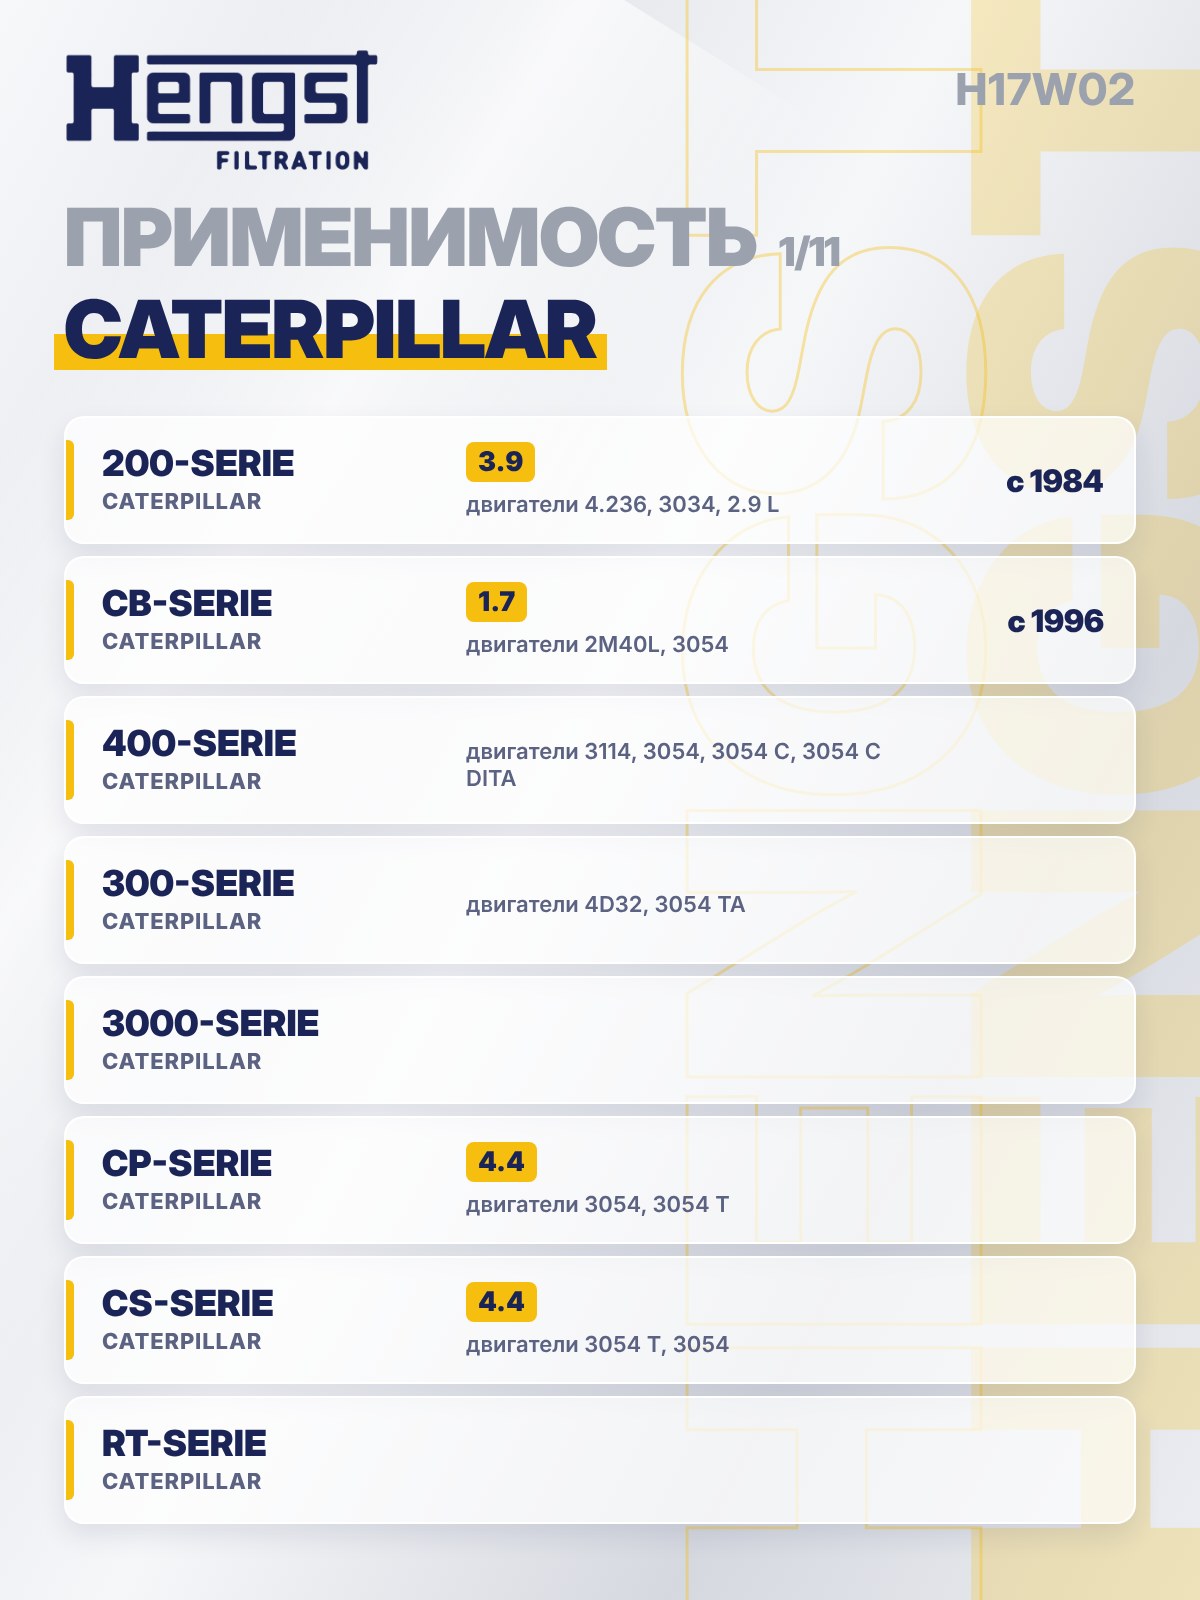 Hengst
FILTRATION
H17W02
ПРИМЕНИМОСТЬ 1/11
CATERPILLAR
200-SERIE
CATERPILLAR
3.9
двигатели 4.236, 3034, 2.9 L
с 1984
CB-SERIE
CATERPILLAR
1.7
двигатели 2M40L, 3054
с 1996
400-SERIE
CATERPILLAR
двигатели 3114, 3054, 3054 C, 3054 C
DITA
300-SERIE
CATERPILLAR
двигатели 4D32, 3054 TA
3000-SERIE
CATERPILLAR
CP-SERIE
CATERPILLAR
4.4
двигатели 3054, 3054 T
CS-SERIE
CATERPILLAR
4.4
двигатели 3054 T, 3054
RT-SERIE
CATERPILLAR
HENGST